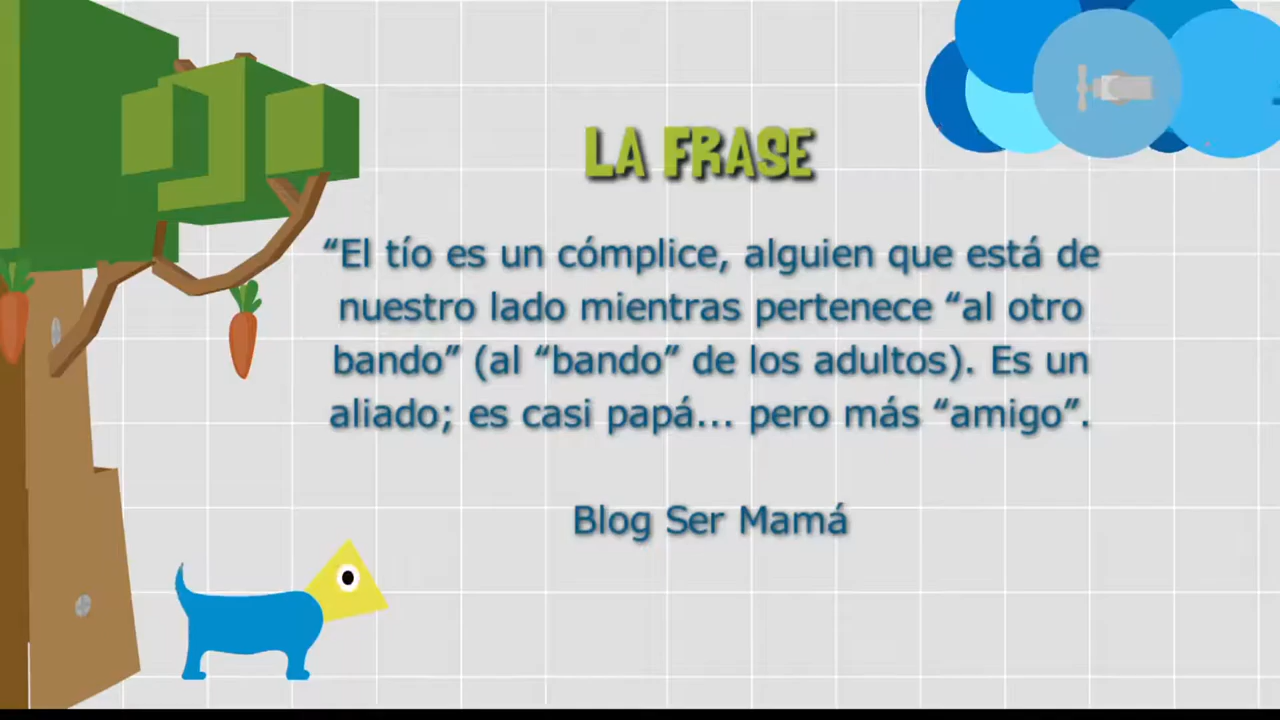 LA FRASE
“El tío es un cómplice, alguien que está de
nuestro lado mientras pertenece “al otro
bando” (al “bando” de los adultos). Es un
aliado; es casi papá... pero más “amigo”.
Blog Ser Mamá